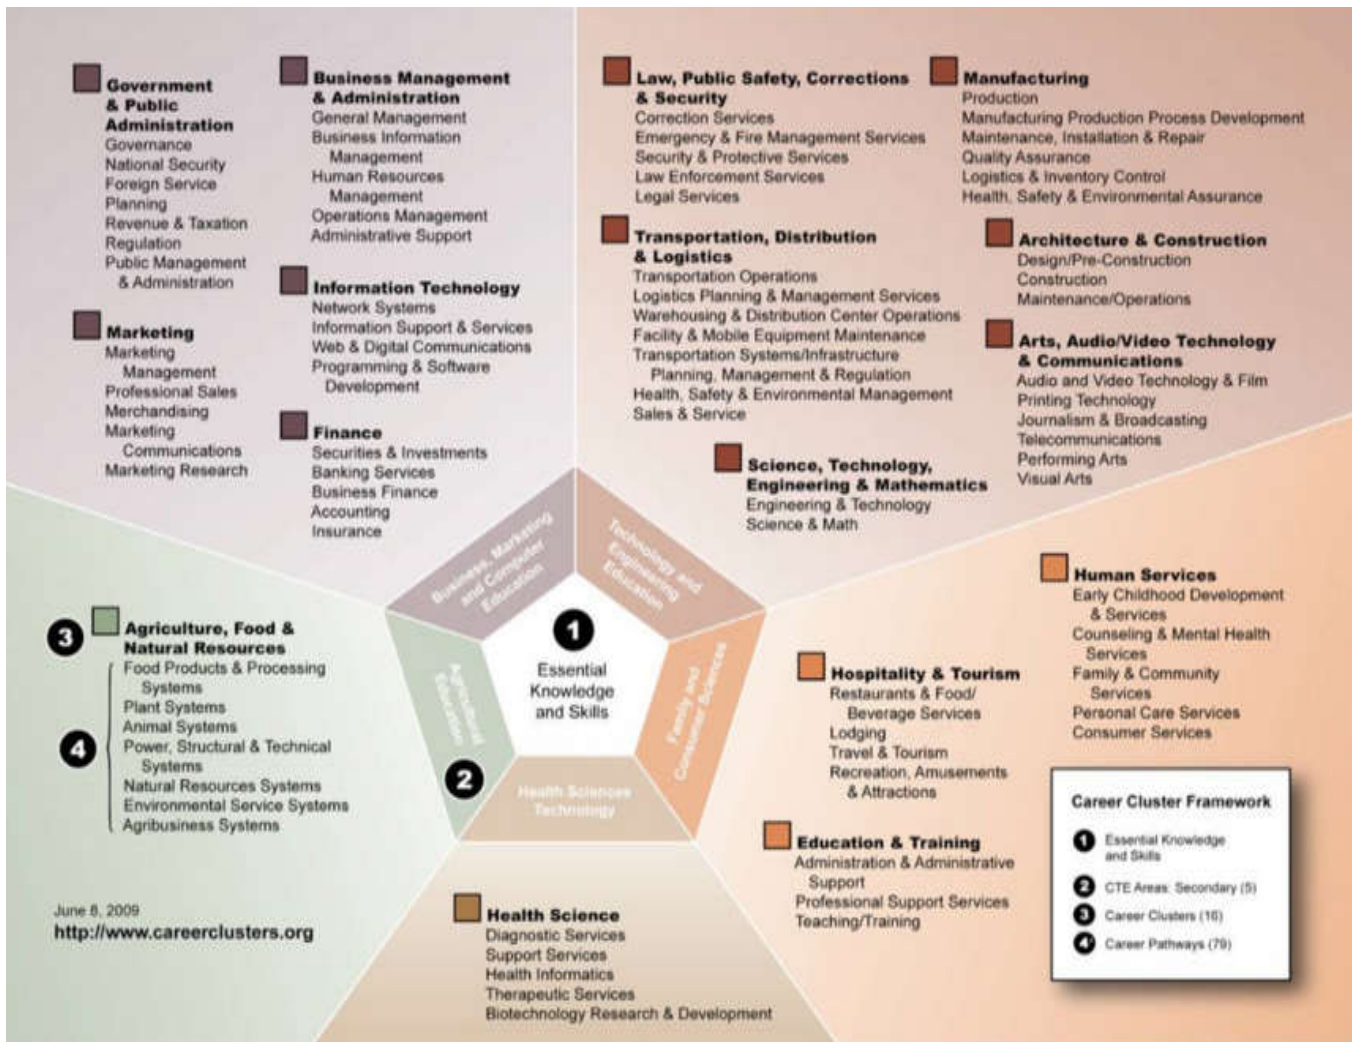 Government
& Public
Administration
Governance
National Security
Foreign Service
Planning
Revenue & Taxation
Regulation
Public Management
& Administration
Marketing
Marketing
Management
Professional Sales
Merchandising
Marketing
Communications
Marketing Research
Business Management
& Administration
General Management
Business Information
Management
Human Resources
Management
Operations Management
Administrative Support
Information Technology
Network Systems
Information Support & Services
Web & Digital Communications
Programming & Software
Development
Finance
Securities & Investments
Banking Services
Business Finance
Accounting
Insurance
Law, Public Safety, Corrections
& Security
Correction Services
Emergency & Fire Management Services
Security & Protective Services
Law Enforcement Services
Legal Services
Transportation, Distribution
& Logistics
Transportation Operations
Logistics Planning & Management Services
Warehousing & Distribution Center Operations
Facility & Mobile Equipment Maintenance
Transportation Systems/Infrastructure
Planning, Management & Regulation
Health, Safety & Environmental Management
Sales & Service
Science, Technology,
Engineering & Mathematics
Engineering & Technology
Science & Math
Manufacturing
Production
Manufacturing Production Process Development
Maintenance, Installation & Repair
Quality Assurance
Logistics & Inventory Control
Health, Safety & Environmental Assurance
Architecture & Construction
Design/Pre-Construction
Construction
Maintenance/Operations
Arts, Audio/Video Technology
& Communications
Audio and Video Technology & Film
Printing Technology
Journalism & Broadcasting
Telecommunications
Performing Arts
Visual Arts
Business, Marketing
and Computer
Education
Technology and
Engineering
Education
1
Essential
Knowledge
and Skills
Agricultural
Education
2
Family and
Consumer Sciences
Health Sciences
Technology
3
Agriculture, Food &
Natural Resources
4
Food Products & Processing
Systems
Plant Systems
Animal Systems
Power, Structural & Technical
Systems
Natural Resources Systems
Environmental Service Systems
Agribusiness Systems
Human Services
Early Childhood Development
& Services
Counseling & Mental Health
Services
Family & Community
Services
Personal Care Services
Consumer Services
Hospitality & Tourism
Restaurants & Food/
Beverage Services
Lodging
Travel & Tourism
Recreation, Amusements
& Attractions
Education & Training
Administration & Administrative
Support
Professional Support Services
Teaching/Training
Health Science
Diagnostic Services
Support Services
Health Informatics
Therapeutic Services
Biotechnology Research & Development
June 8, 2009
http://www.careerclusters.org
Career Cluster Framework
1 Essential Knowledge
and Skills
2 CTE Areas: Secondary (5)
3 Career Clusters (16)
4 Career Pathways (79)